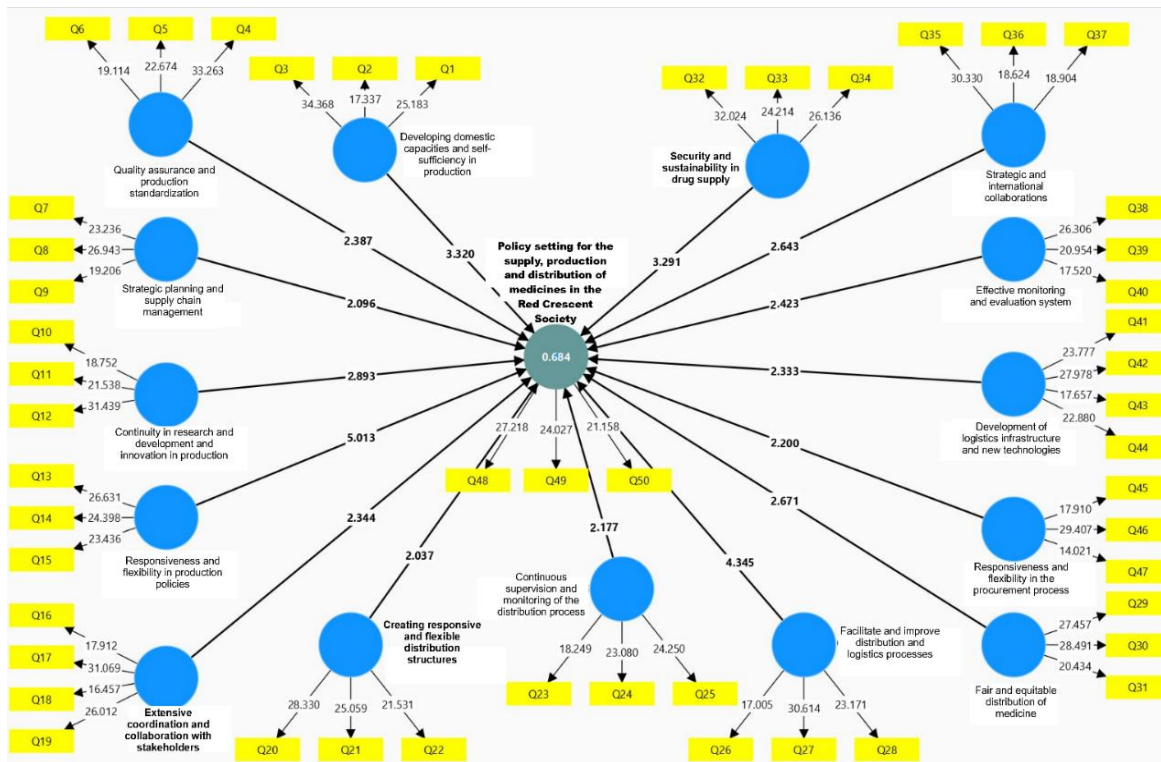 Q6
Q5
Q4
19.114
22.674
33.263
Quality assurance and
production
standardization
Q3
Q2
Q1
34.368
17.337
25.183
Developing domestic
capacities and self-
sufficiency in
production
Q32
Q33
Q34
32.024
24.214
26.136
Security and
sustainability in
drug supply
Q35
Q36
Q37
30.330
18.624
18.904
Strategic and
international
collaborations
Q7
Q8
Q9
23.236
26.943
19.206
Strategic planning and
supply chain
management
Q38
Q39
Q40
26.306
20.954
17.520
Effective monitoring
and evaluation system
2.387
3.320
3.291
2.643
2.096
2.423
Policy setting for the
supply, production
and distribution of
medicines in the
Red Crescent
Society
0.684
Q10
Q11
Q12
18.752
21.538
31.439
Continuity in research and
development and
innovation in production
2.893
2.333
Q41
Q42
Q43
Q44
23.777
27.978
17.657
22.880
Development of
logistics infrastructure
and new technologies
27.218
24.027
21.158
Q48
Q49
Q50
Q13
Q14
Q15
26.631
24.398
23.436
Responsiveness and
flexibility in production
policies
5.013
2.200
Q45
Q46
Q47
17.910
29.407
14.021
Responsiveness and
flexibility in the
procurement process
2.344
2.037
2.177
4.345
2.671
Q16
Q17
Q18
Q19
17.912
31.069
16.457
26.012
Extensive
coordination and
collaboration with
stakeholders
Creating responsive
and flexible
distribution
structures
28.330
25.059
21.531
Q20
Q21
Q22
Continuous
supervision and
monitoring of the
distribution process
18.249
23.080
24.250
Q23
Q24
Q25
Facilitate and improve
distribution and
logistics processes
17.005
30.614
23.171
Q26
Q27
Q28
Q29
Q30
Q31
27.457
28.491
20.434
Fair and equitable
distribution of
medicine